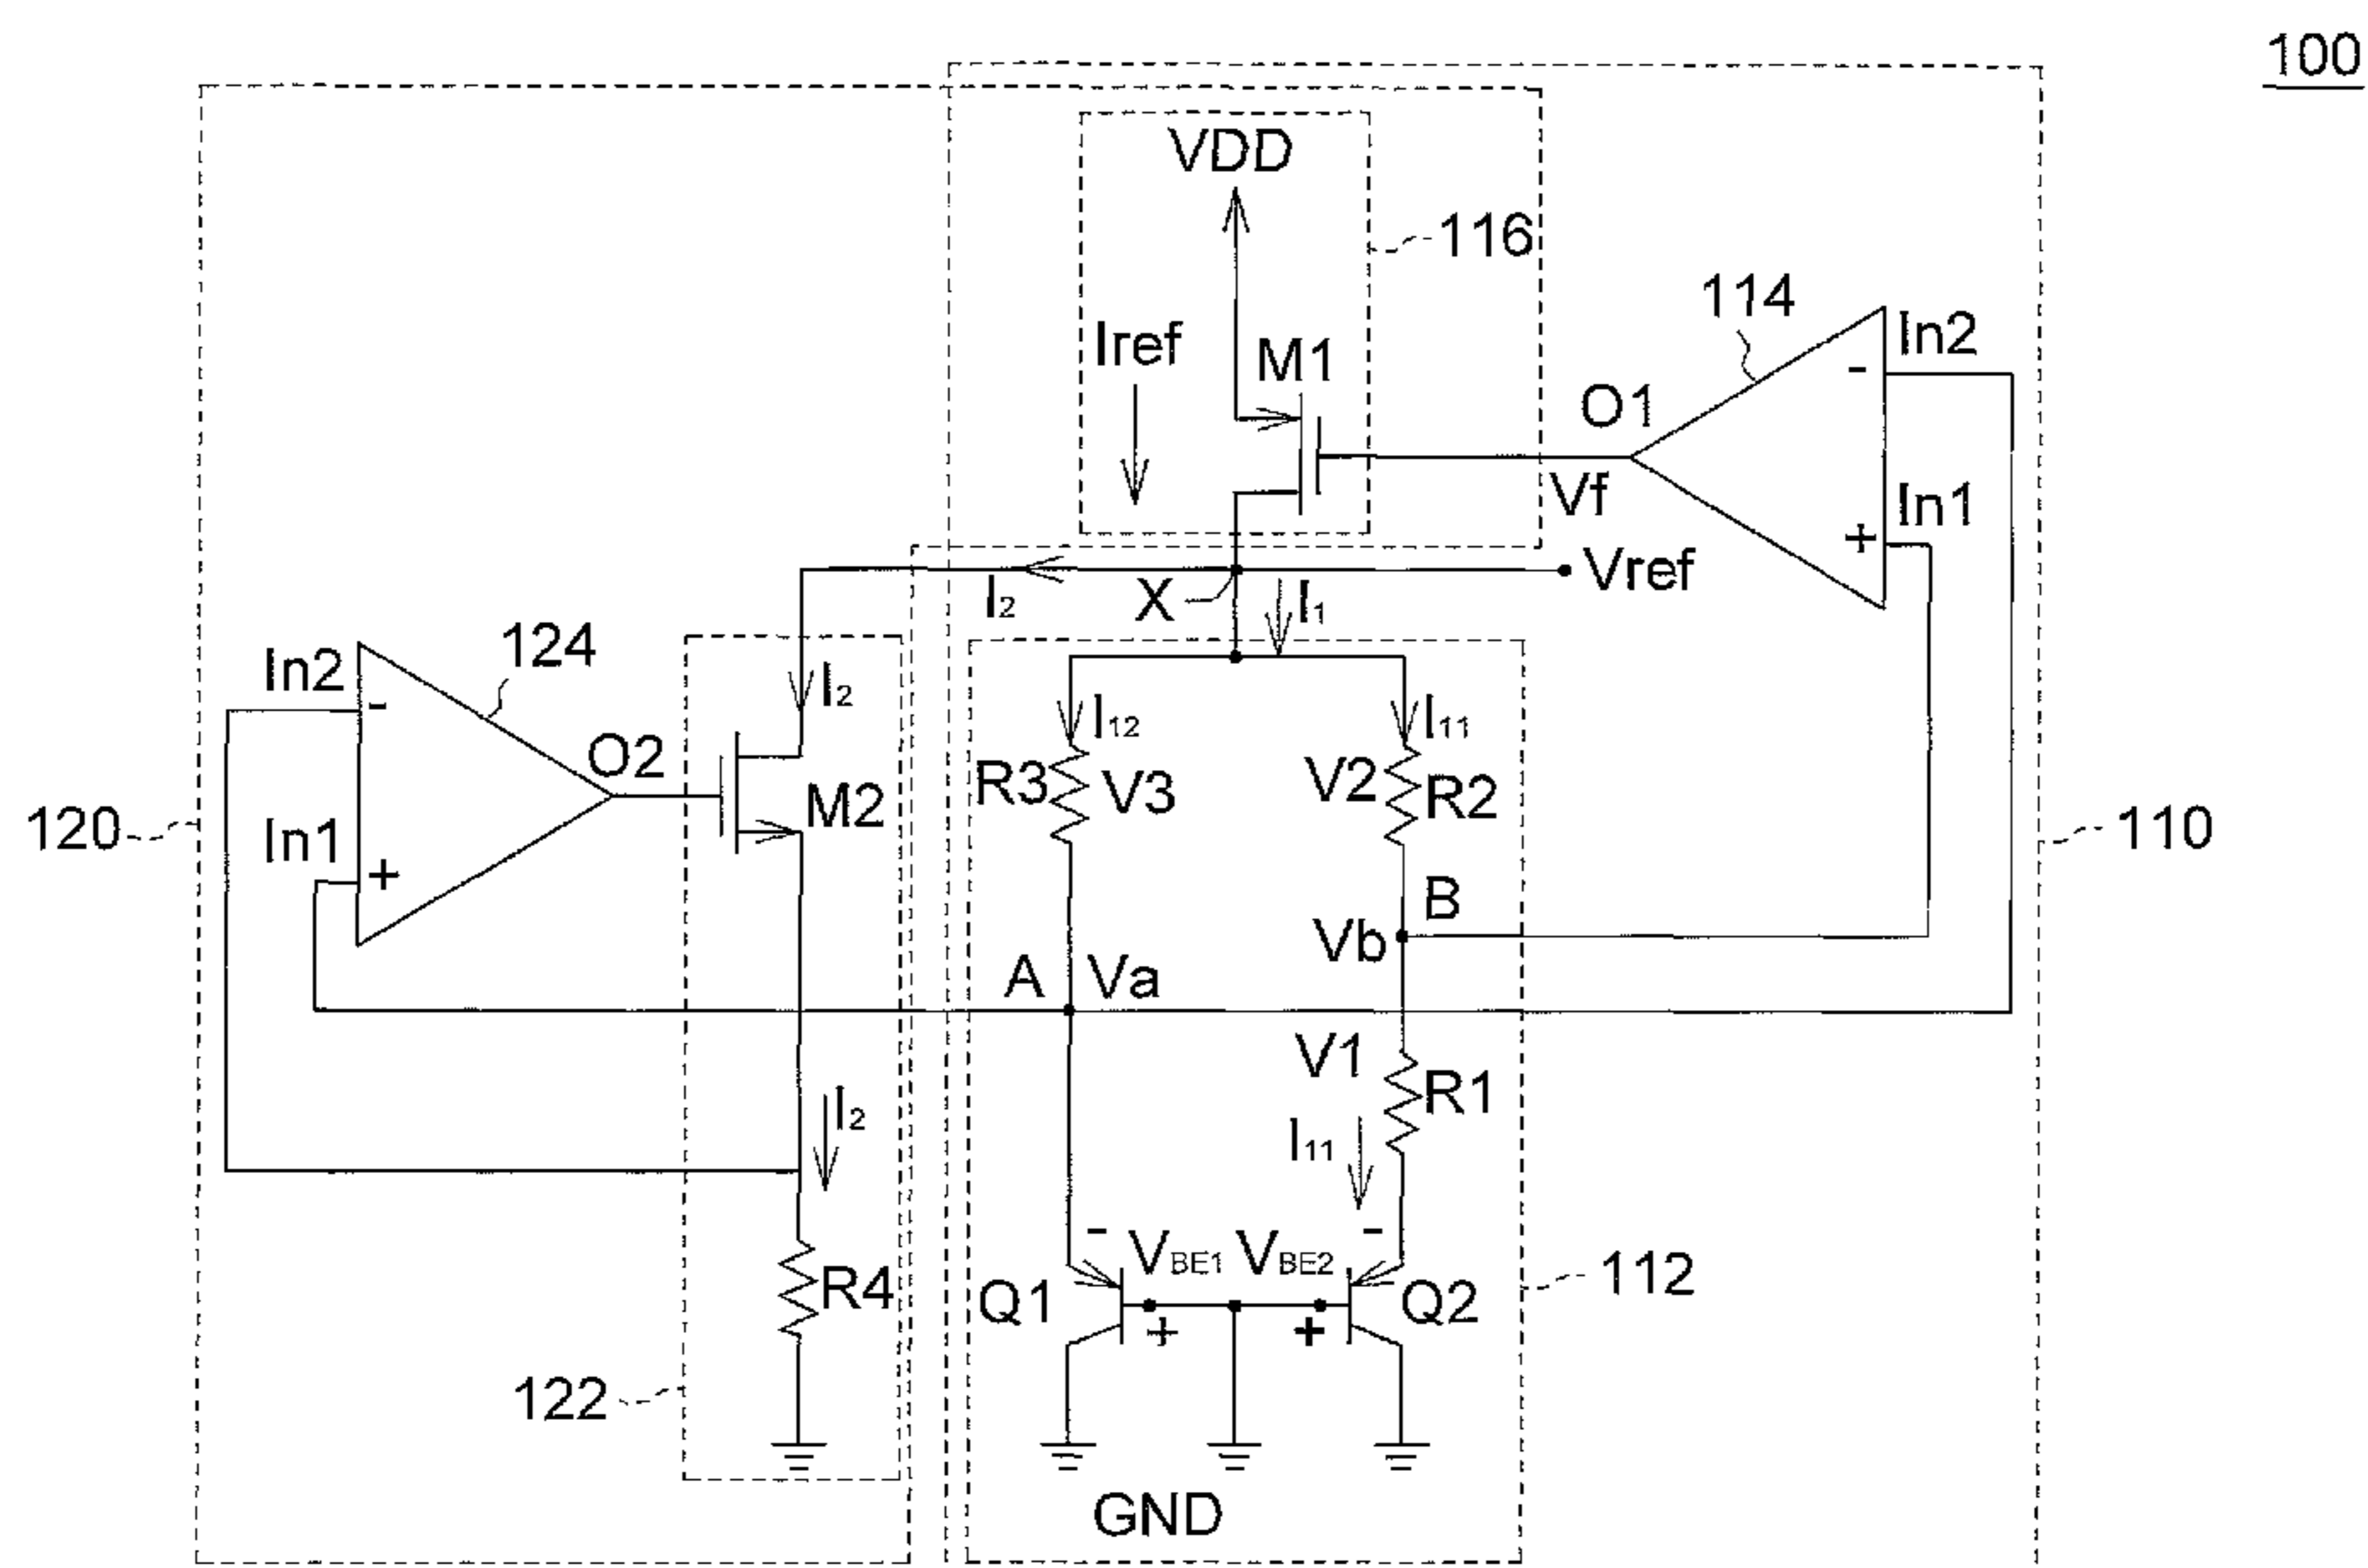 100
VDD
116
Iref
M1
114
In2
-
O1
In1
+
Vf
Vref
X
I2
I1
In2
-
124
I2
I12
I11
O2
R3
V3
V2
R2
M2
120
110
In1
+
B
Vb
A
Va
V1
R1
I2
I11
-
VBE1
VBE2
-
R4
Q1
Q2
112
+
+
122
GND